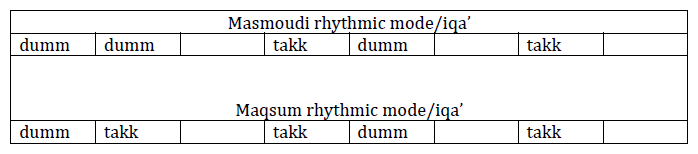 Masmoudi rhythmic mode/iqa’
dumm dumm takk dumm takk
Maqsum rhythmic mode/iqa’
dumm takk takk dumm takk